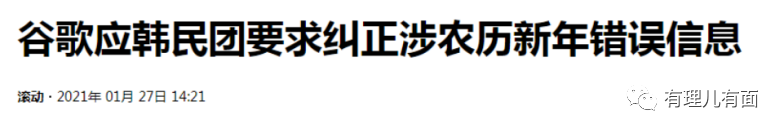 谷歌应韩民团要求纠正涉农历新年错误信息
滚动 · 2021年 01月 27日 14:21
有理儿有面